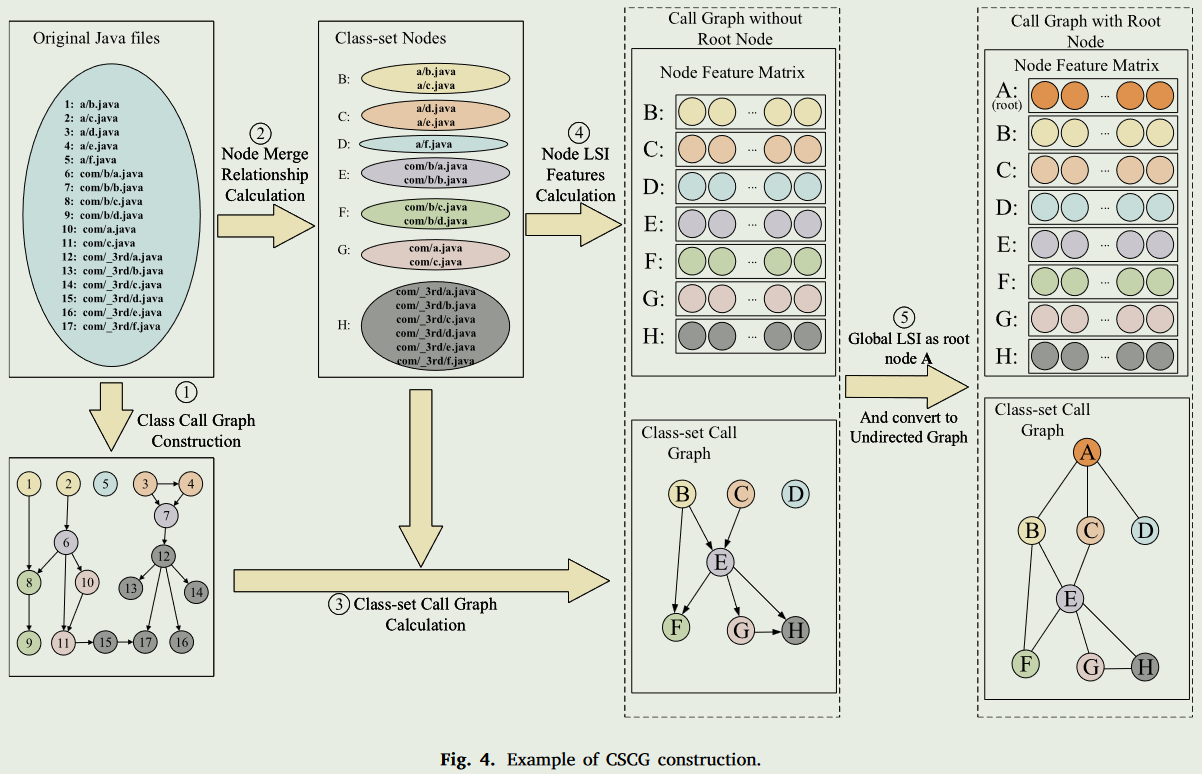 Original Java files
1: a/b.java
2: a/c.java
3: a/d.java
4: a/e.java
5: a/f.java
6: com/b/a.java
7: com/b/b.java
8: com/b/c.java
9: com/b/d.java
10: com/a.java
11: com/c.java
12: com/_3rd/a.java
13: com/_3rd/b.java
14: com/_3rd/c.java
15: com/_3rd/d.java
16: com/_3rd/e.java
17: com/_3rd/f.java
②
Node Merge
Relationship
Calculation
Class-set Nodes
B:
a/b.java
a/c.java
C:
a/d.java
a/e.java
D:
a/f.java
E:
com/b/a.java
com/b/b.java
F:
com/b/c.java
com/b/d.java
G:
com/a.java
com/c.java
H:
com/_3rd/a.java
com/_3rd/b.java
com/_3rd/c.java
com/_3rd/d.java
com/_3rd/e.java
com/_3rd/f.java
④
Node LSI
Features
Calculation
Call Graph without
Root Node
Node Feature Matrix
B: ...
C: ...
D: ...
E: ...
F: ...
G: ...
H: ...
⑤
Global LSI as root
node A
And convert to
Undirected Graph
Call Graph with Root
Node
Node Feature Matrix
A: ...
(root)
B: ...
C: ...
D: ...
E: ...
F: ...
G: ...
H: ...
①
Class Call Graph
Construction
1 2 5 3 4
7
6
12
8 10 13 14
9 11 15 17 16
③ Class-set Call Graph
Calculation
Class-set Call
Graph
B C D
E
F G H
Class-set Call
Graph
A
B C D
E
F G H
Fig. 4. Example of CSCG construction.